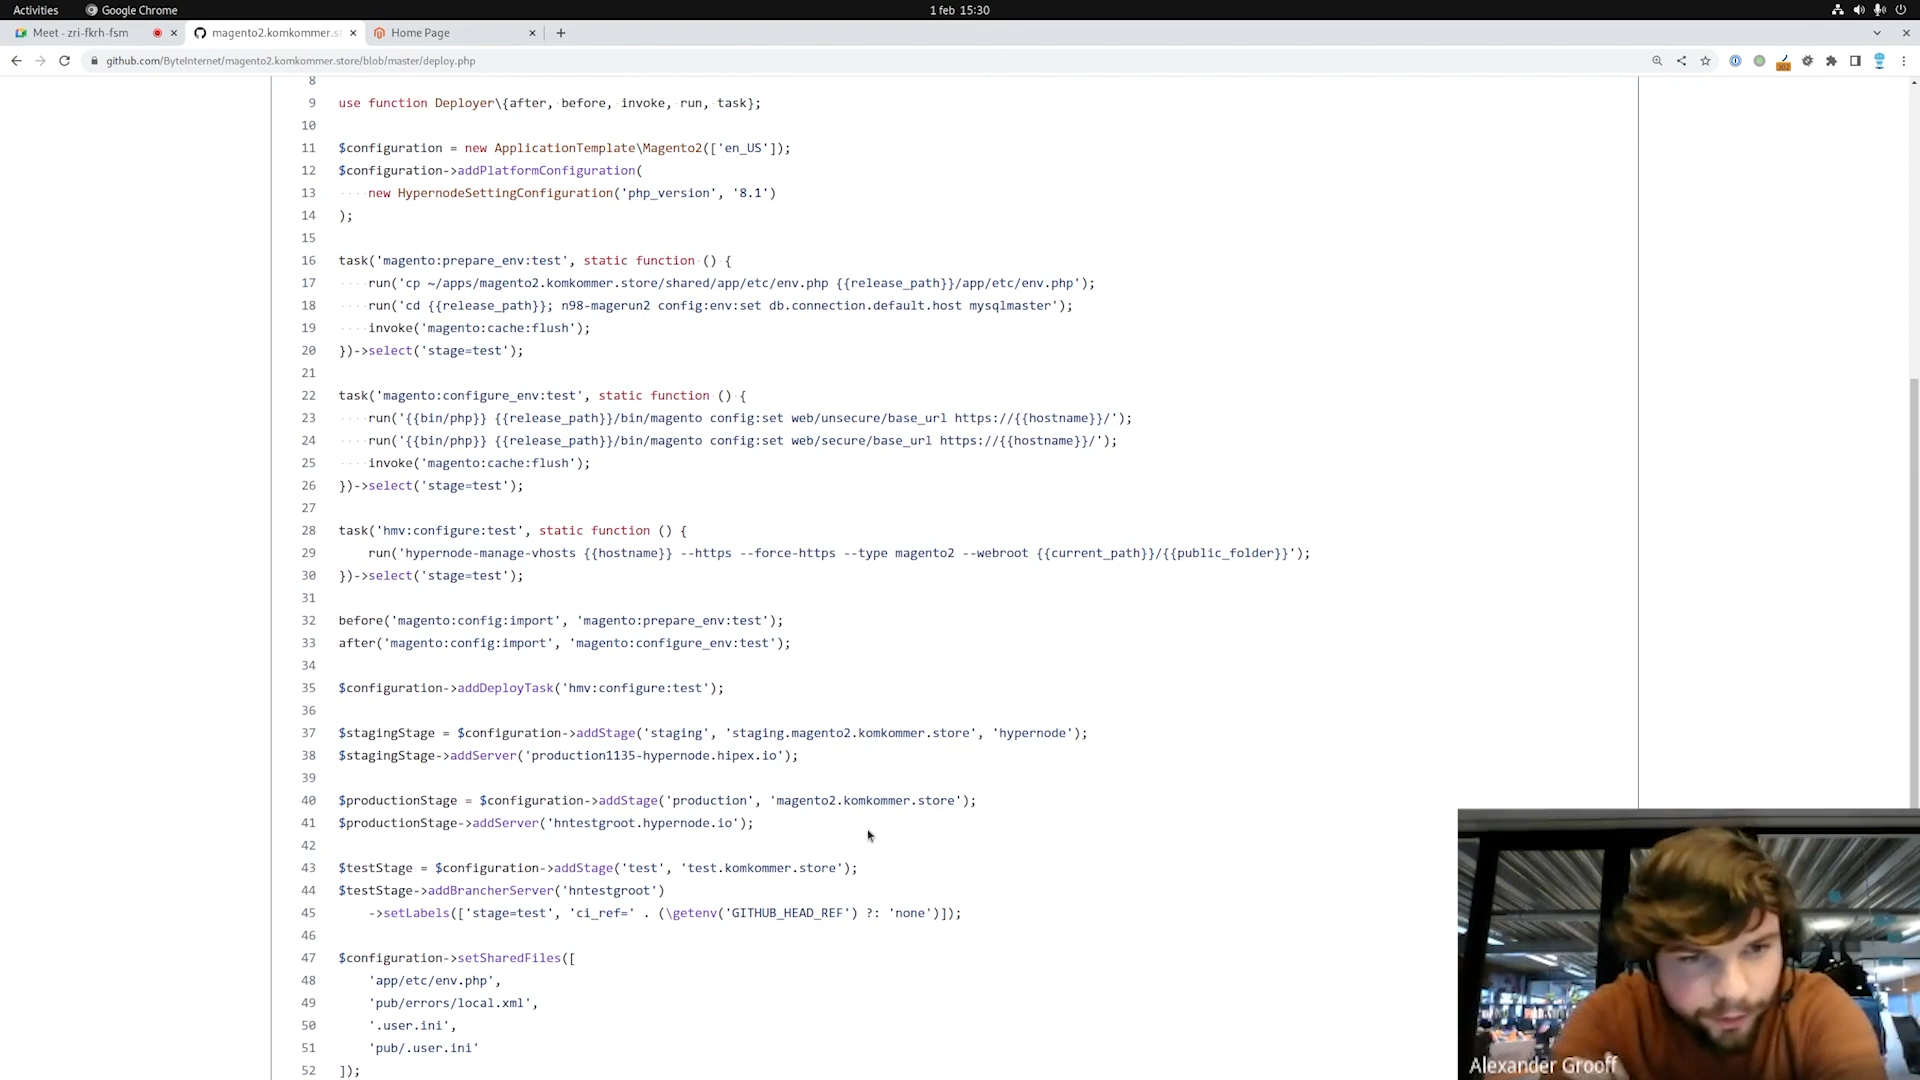 Activities
Google Chrome
1 feb 15:30
Meet - zri-fkrh-fsm
magento2.komkommer.s
Home Page
github.com/ByteInternet/magento2.komkommer.store/blob/master/deploy.php
302
8
9 use function Deployer\{after, before, invoke, run, task};
10
11 $configuration = new ApplicationTemplate\Magento2(['en_US']);
12 $configuration->addPlatformConfiguration(
13 new HypernodeSettingConfiguration('php_version', '8.1')
14 );
15
16 task('magento:prepare_env:test', static function () {
17 run('cp ~/apps/magento2.komkommer.store/shared/app/etc/env.php {{release_path}}/app/etc/env.php');
18 run('cd {{release_path}}; n98-magerun2 config:env:set db.connection.default.host mysqlmaster');
19 invoke('magento:cache:flush');
20 })->select('stage=test');
21
22 task('magento:configure_env:test', static function () {
23 run('{{bin/php}} {{release_path}}/bin/magento config:set web/unsecure/base_url https://{{hostname}}/');
24 run('{{bin/php}} {{release_path}}/bin/magento config:set web/secure/base_url https://{{hostname}}/');
25 invoke('magento:cache:flush');
26 })->select('stage=test');
27
28 task('hmv:configure:test', static function () {
29 run('hypernode-manage-vhosts {{hostname}} --https --force-https --type magento2 --webroot {{current_path}}/{{public_folder}}');
30 })->select('stage=test');
31
32 before('magento:config:import', 'magento:prepare_env:test');
33 after('magento:config:import', 'magento:configure_env:test');
34
35 $configuration->addDeployTask('hmv:configure:test');
36
37 $stagingStage = $configuration->addStage('staging', 'staging.magento2.komkommer.store', 'hypernode');
38 $stagingStage->addServer('production1135-hypernode.hipex.io');
39
40 $productionStage = $configuration->addStage('production', 'magento2.komkommer.store');
41 $productionStage->addServer('hntestgroot.hypernode.io');
42
43 $testStage = $configuration->addStage('test', 'test.komkommer.store');
44 $testStage->addBrancherServer('hntestgroot')
45 ->setLabels(['stage=test', 'ci_ref=' . (\getenv('GITHUB_HEAD_REF') ?: 'none')]);
46
47 $configuration->setSharedFiles([
48 'app/etc/env.php',
49 'pub/errors/local.xml',
50 '.user.ini',
51 'pub/.user.ini'
52 ]);
Alexander Grooff